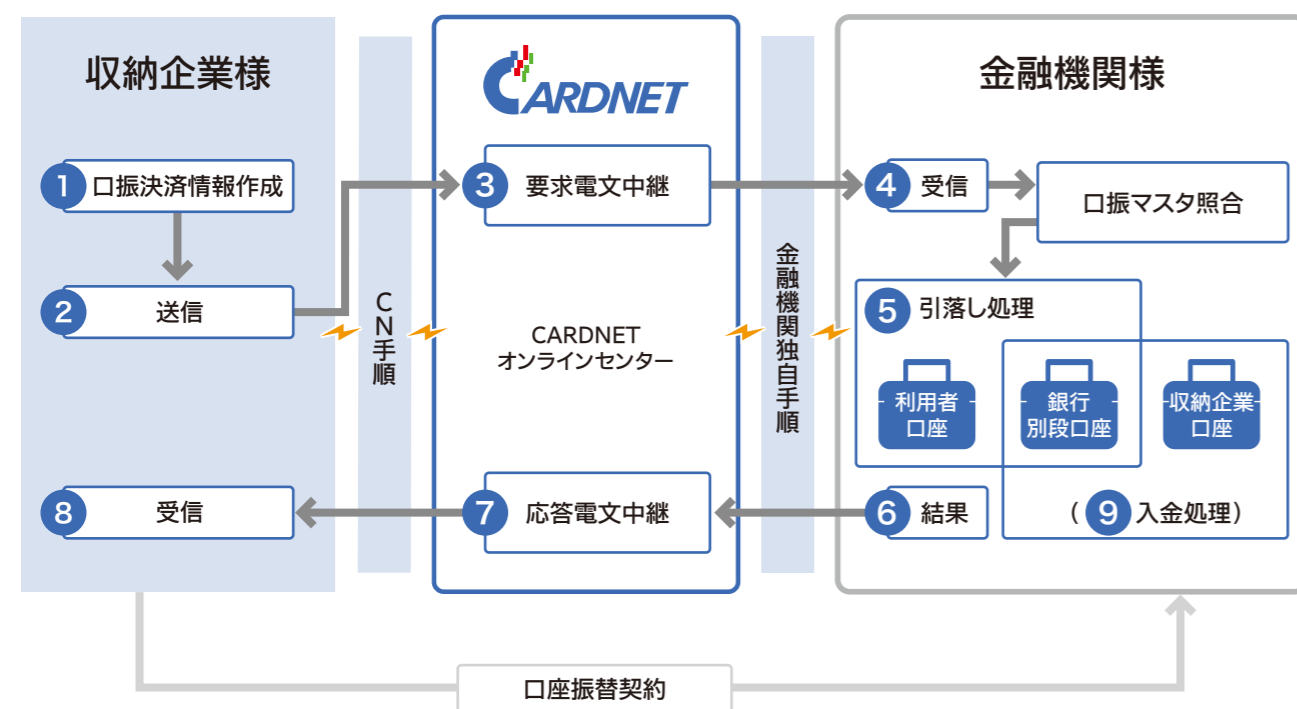 収納企業様
1 口振決済情報作成
2 送信
8 受信
CN手順
CARDNET
3 要求電文中継
CARDNET
オンラインセンター
7 応答電文中継
金融機関独自手順
金融機関様
4 受信
口振マスタ照合
5 引落し処理
利用者
口座
銀行
別段口座
収納企業
口座
6 結果
(9 入金処理)
口座振替契約